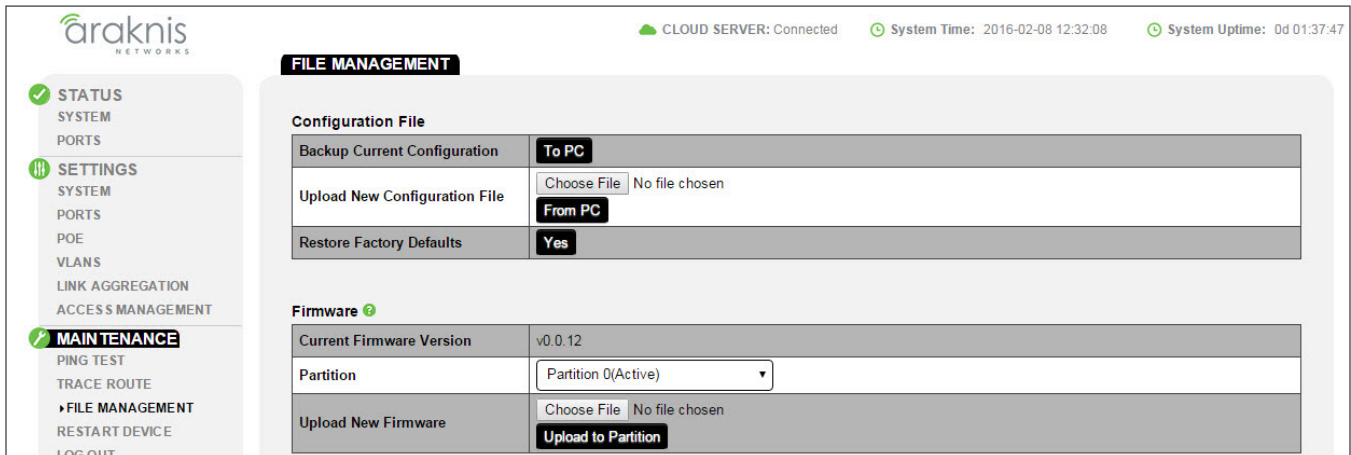 araknis
NETWORKS
CLOUD SERVER: Connected
System Time: 2016-02-08 12:32:08
System Uptime: 0d 01:37:47
FILE MANAGEMENT
STATUS
SYSTEM
PORTS
SETTINGS
SYSTEM
PORTS
POE
VLANS
LINK AGGREGATION
ACCESS MANAGEMENT
MAINTENANCE
PING TEST
TRACE ROUTE
FILE MANAGEMENT
RESTART DEVICE
LOG OUT
Configuration File
Backup Current Configuration To PC
Upload New Configuration File Choose File No file chosen
From PC
Restore Factory Defaults Yes
Firmware ?
Current Firmware Version v0.0.12
Partition Partition 0(Active)
Upload New Firmware Choose File No file chosen
Upload to Partition